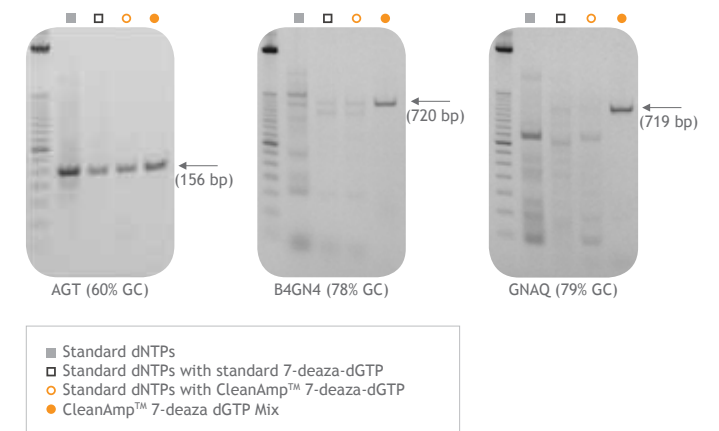 (156 bp)
(720 bp)
(719 bp)
AGT (60% GC)
B4GN4 (78% GC)
GNAQ (79% GC)
Standard dNTPs
Standard dNTPs with standard 7-deaza-dGTP
Standard dNTPs with CleanAmp™ 7-deaza-dGTP
CleanAmp™ 7-deaza dGTP Mix